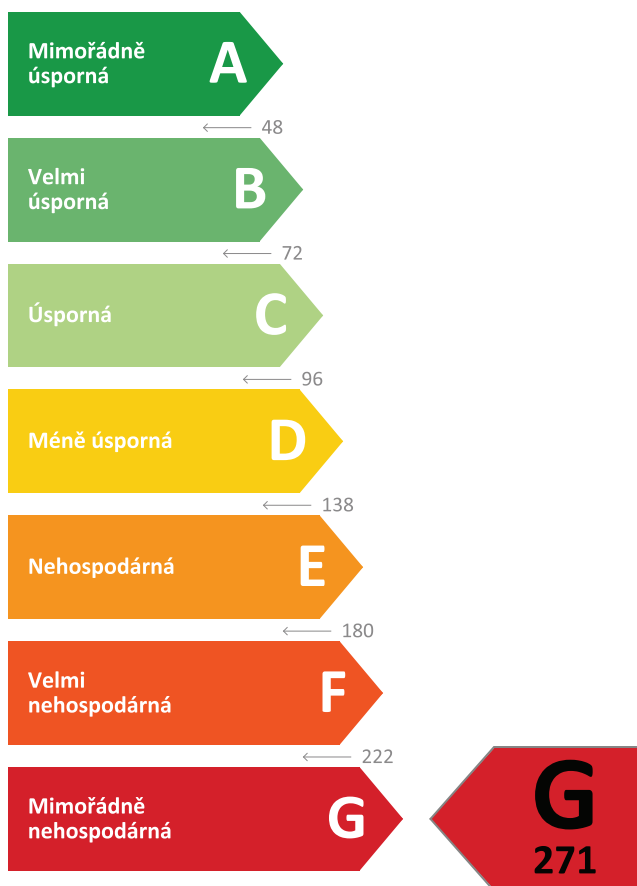 Mimořádně
úsporná
A
48
Velmi
úsporná
B
72
Úsporná
C
96
Méně úsporná
D
138
Nehospodárná
E
180
Velmi
nehospodárná
F
222
Mimořádně
nehospodárná
G
G
271